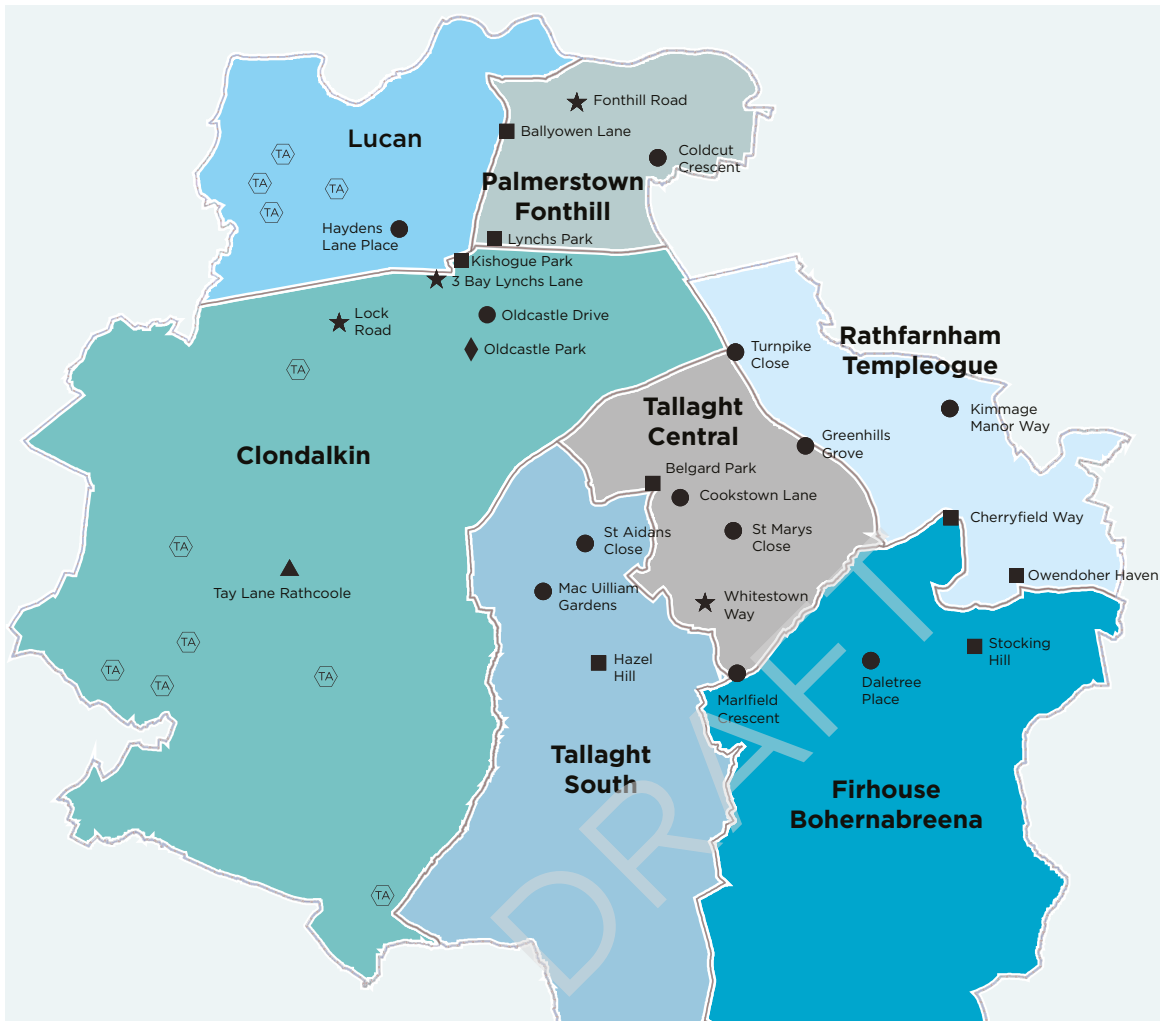 Fonthill Road
Ballyowen Lane
Lucan
Coldcut
Crescent
TA
TA
TA
TA
Palmerstown
Fonthill
Haydens
Lane Place
Lynchs Park
Kishogue Park
3 Bay Lynchs Lane
Lock
Road
Oldcastle Drive
Oldcastle Park
TA
Turnpike
Close
Rathfarnham
Templeogue
Tallaght
Central
Kimmage
Manor Way
Greenhills
Grove
Clondalkin
Belgard Park
Cookstown Lane
Cherryfield Way
St Aidans
Close
St Marys
Close
TA
Tay Lane Rathcoole
Mac Uilliam
Gardens
Whitestown
Way
Owendoher Haven
TA
TA
TA
TA
Hazel
Hill
Stocking
Hill
Daletree
Place
Marlfield
Crescent
Tallaght
South
Firhouse
Bohernabreena
TA
DRAFT